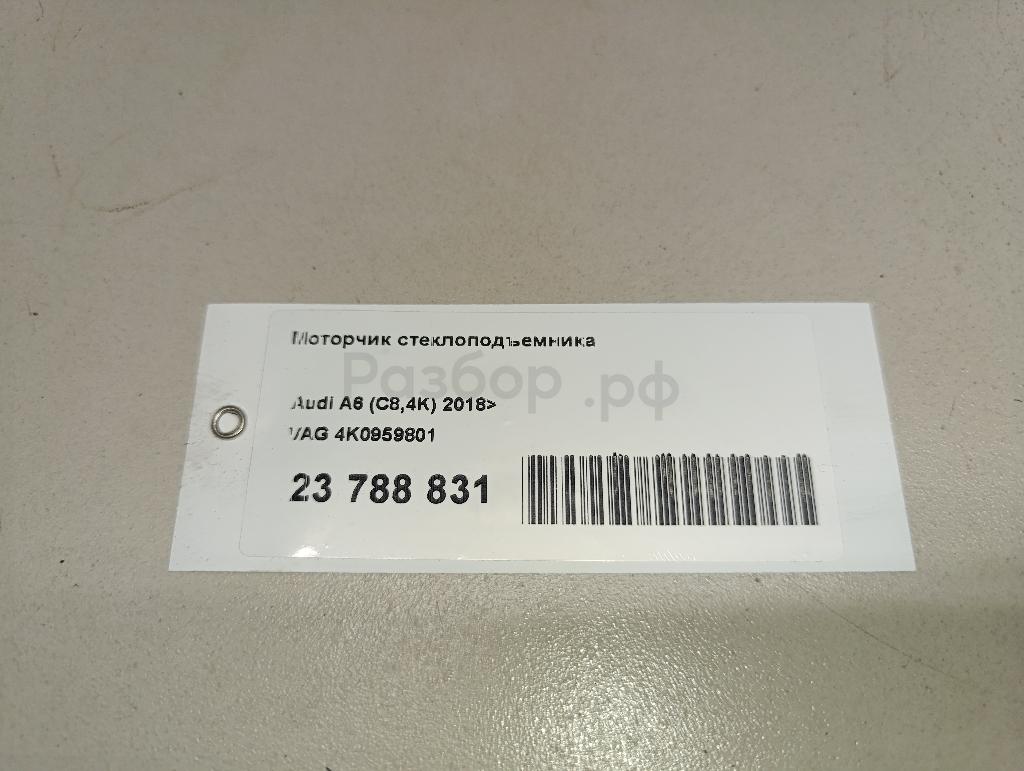 Моторчик стеклоподъемника
Разбор.рф
Audi A6 (C8,4K) 2018>
VAG 4K0959801
23 788 831